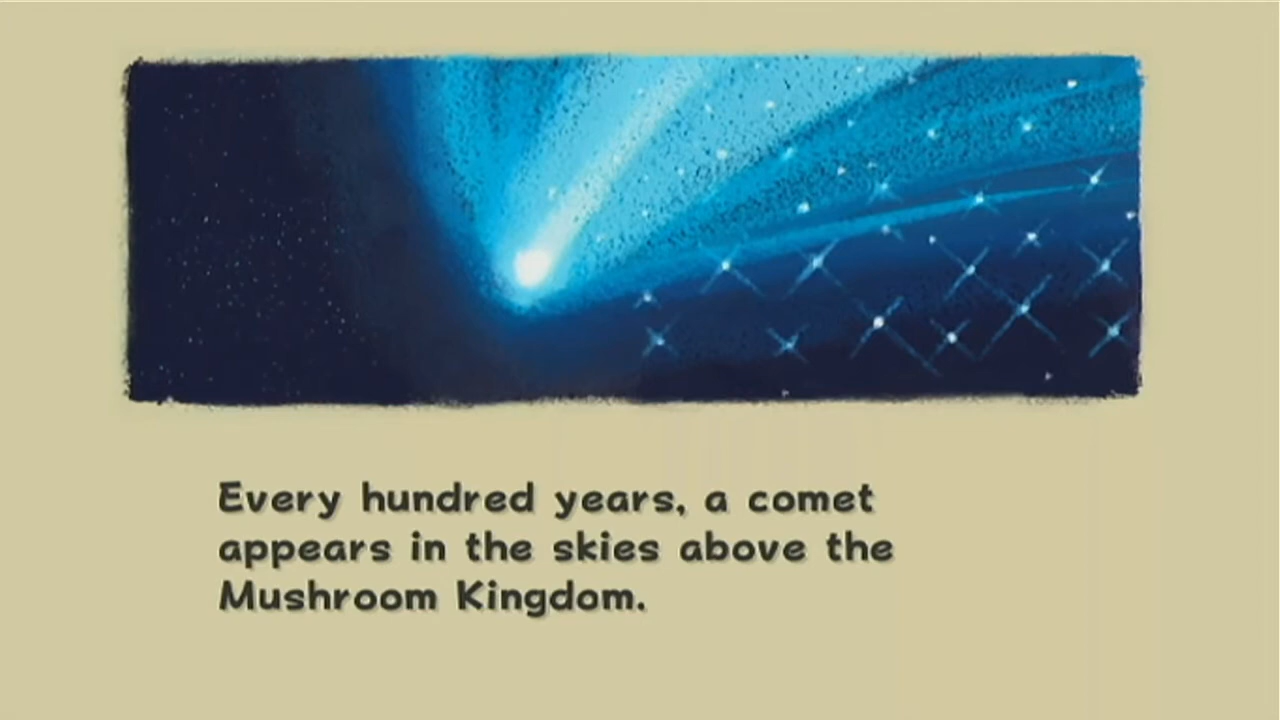 Every hundred years, a comet
appears in the skies above the
Mushroom Kingdom.